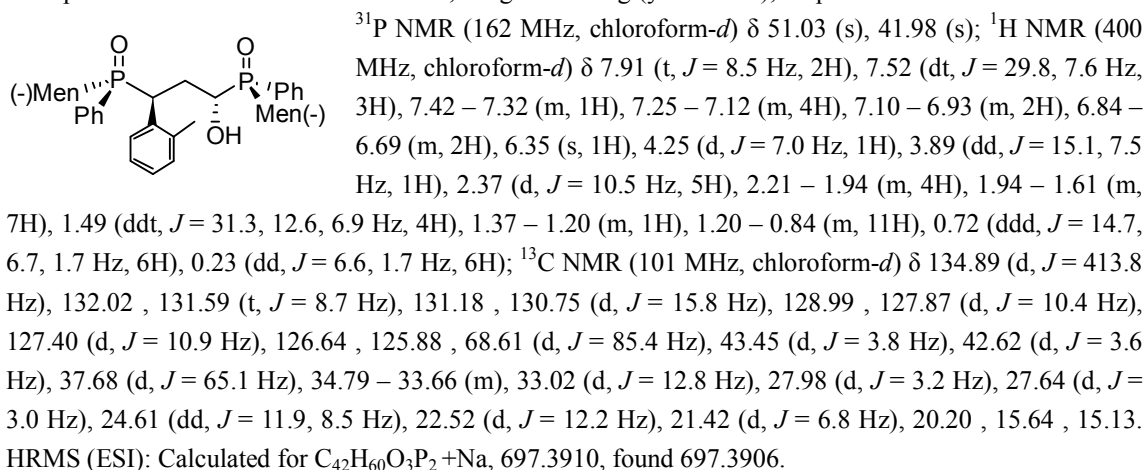 O
O
P
P
(-)Men
Ph
Ph
Men(-)
OH
³¹P NMR (162 MHz, chloroform-d) δ 51.03 (s), 41.98 (s); ¹H NMR (400
MHz, chloroform-d) δ 7.91 (t, J = 8.5 Hz, 2H), 7.52 (dt, J = 29.8, 7.6 Hz,
3H), 7.42 – 7.32 (m, 1H), 7.25 – 7.12 (m, 4H), 7.10 – 6.93 (m, 2H), 6.84 –
6.69 (m, 2H), 6.35 (s, 1H), 4.25 (d, J = 7.0 Hz, 1H), 3.89 (dd, J = 15.1, 7.5
Hz, 1H), 2.37 (d, J = 10.5 Hz, 5H), 2.21 – 1.94 (m, 4H), 1.94 – 1.61 (m,
7H), 1.49 (ddt, J = 31.3, 12.6, 6.9 Hz, 4H), 1.37 – 1.20 (m, 1H), 1.20 – 0.84 (m, 11H), 0.72 (ddd, J = 14.7,
6.7, 1.7 Hz, 6H), 0.23 (dd, J = 6.6, 1.7 Hz, 6H); ¹³C NMR (101 MHz, chloroform-d) δ 134.89 (d, J = 413.8
Hz), 132.02 , 131.59 (t, J = 8.7 Hz), 131.18 , 130.75 (d, J = 15.8 Hz), 128.99 , 127.87 (d, J = 10.4 Hz),
127.40 (d, J = 10.9 Hz), 126.64 , 125.88 , 68.61 (d, J = 85.4 Hz), 43.45 (d, J = 3.8 Hz), 42.62 (d, J = 3.6
Hz), 37.68 (d, J = 65.1 Hz), 34.79 – 33.66 (m), 33.02 (d, J = 12.8 Hz), 27.98 (d, J = 3.2 Hz), 27.64 (d, J =
3.0 Hz), 24.61 (dd, J = 11.9, 8.5 Hz), 22.52 (d, J = 12.2 Hz), 21.42 (d, J = 6.8 Hz), 20.20 , 15.64 , 15.13.
HRMS (ESI): Calculated for C₄₂H₆₀O₃P₂ +Na, 697.3910, found 697.3906.